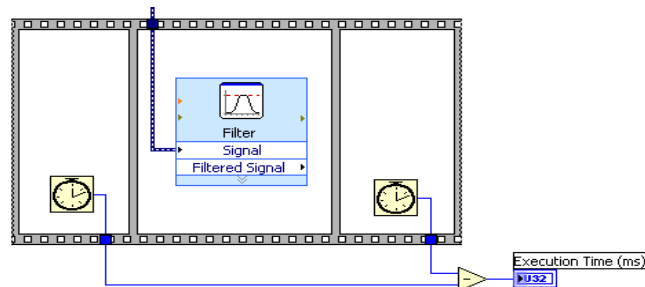 Filter
Signal
Filtered Signal
Execution Time (ms)
U32